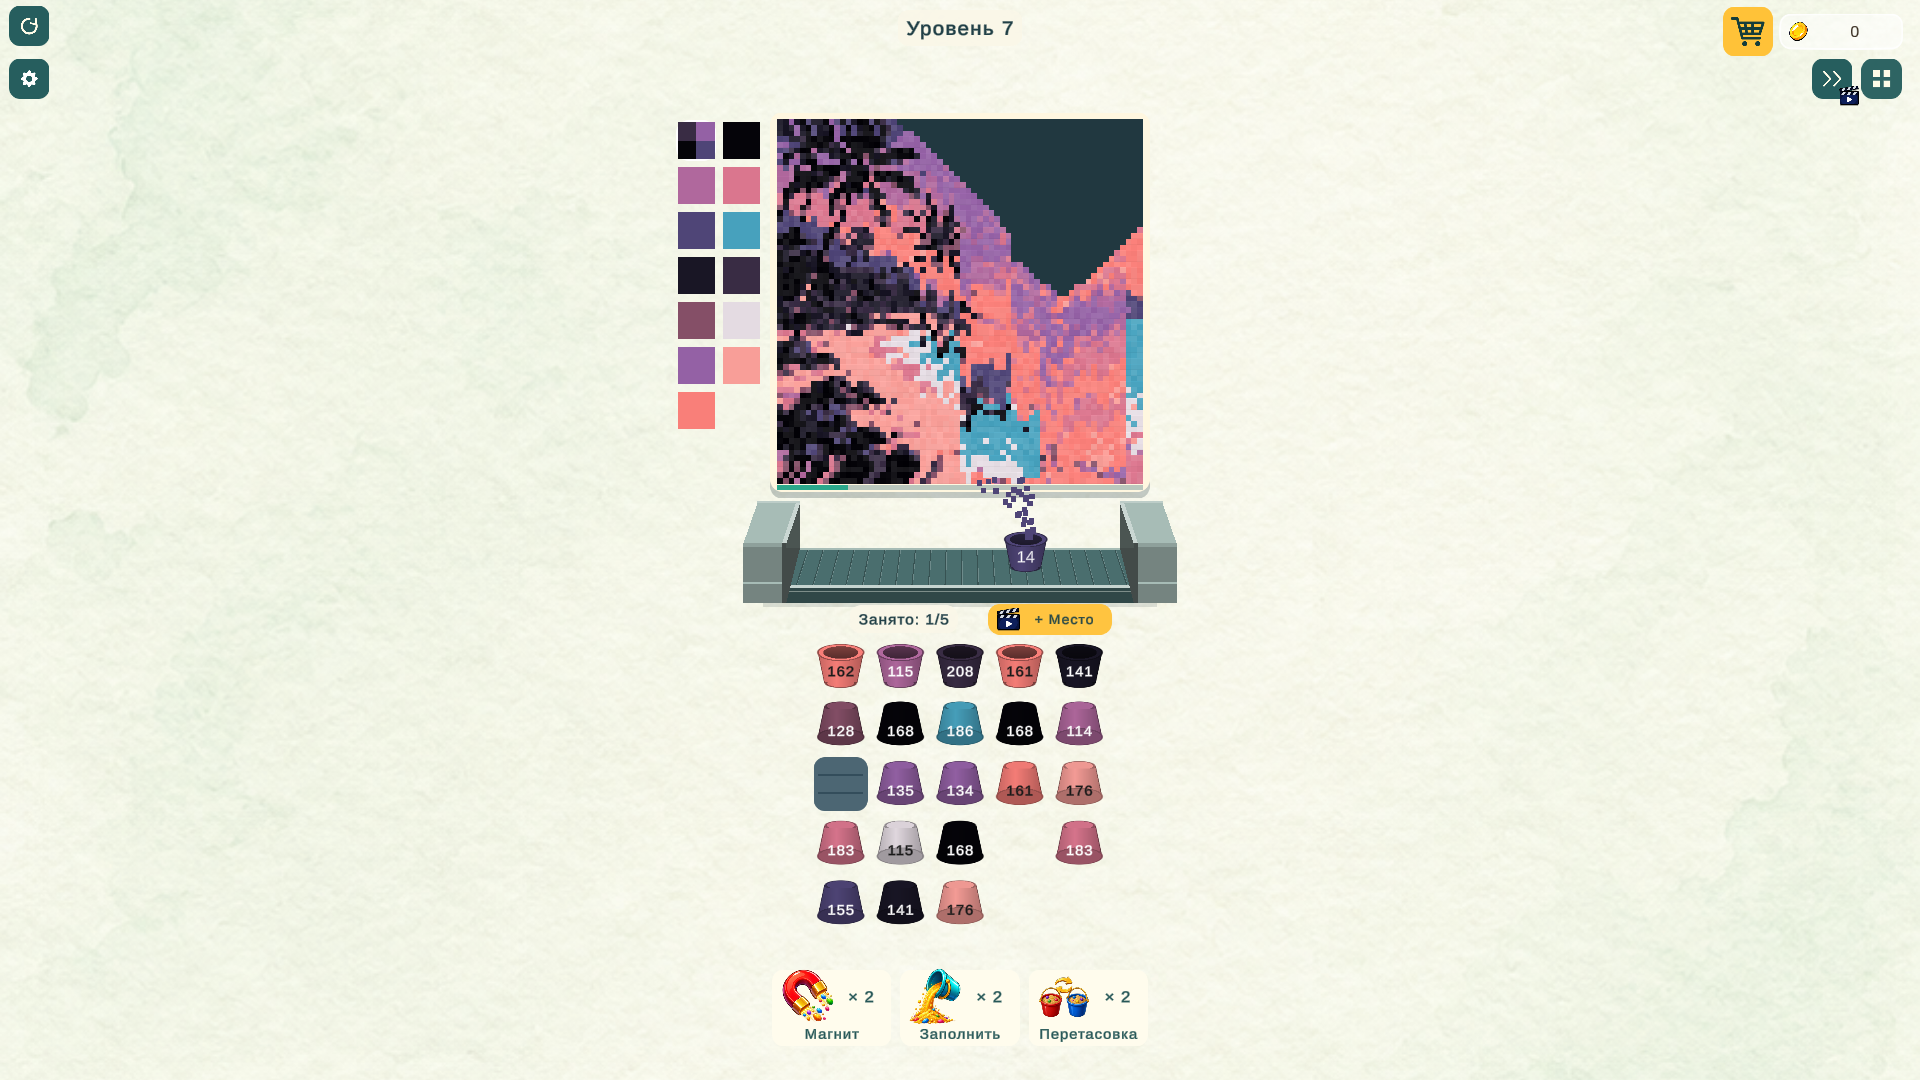 Уровень 7
0
14
Занято: 1/5
+ Место
162 115 208 161 141
128 168 186 168 114
135 134 161 176
183 115 168 183
155 141 176
× 2 × 2 × 2
Магнит Заполнить Перетасовка